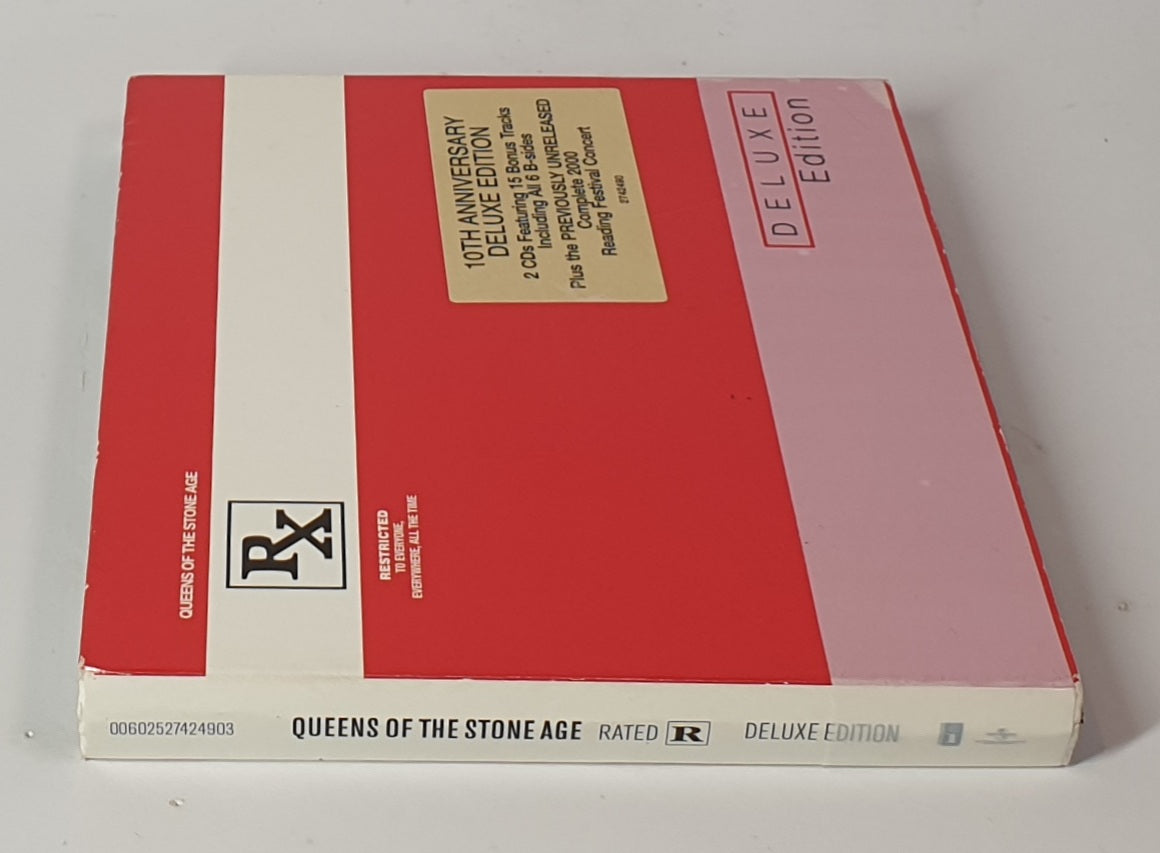 QUEENS OF THE STONE AGE
Rx
RESTRICTED
TO EVERYONE,
EVERYWHERE, ALL THE TIME
10TH ANNIVERSARY
DELUXE EDITION
2 CDs Featuring 15 Bonus Tracks
Including All 6 B-sides
Plus the PREVIOUSLY UNRELEASED
Complete 2000
Reading Festival Concert
2742490
DELUXE
Edition
00602527424903 QUEENS OF THE STONE AGE RATED R DELUXE EDITION